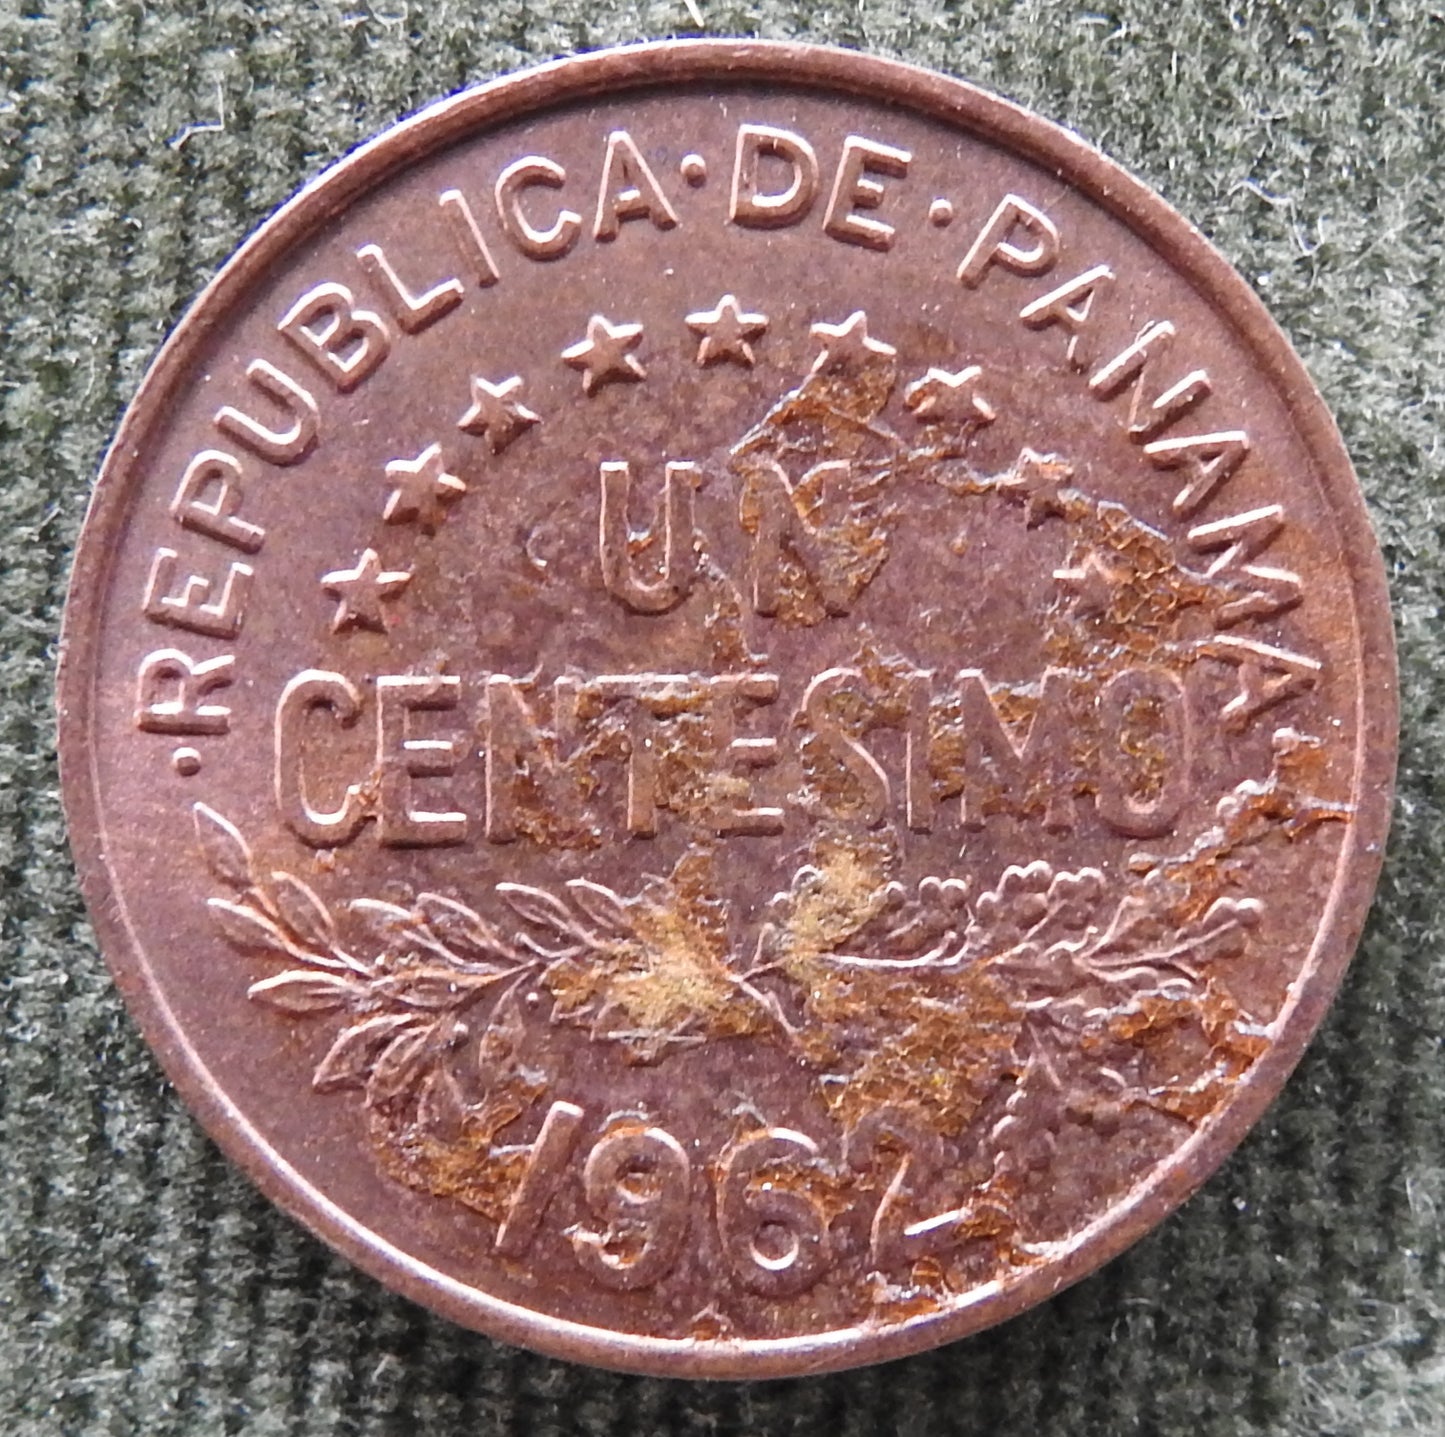 ·REPUBLICA·DE·PANAMA·
UN
CENTESIMO
1962